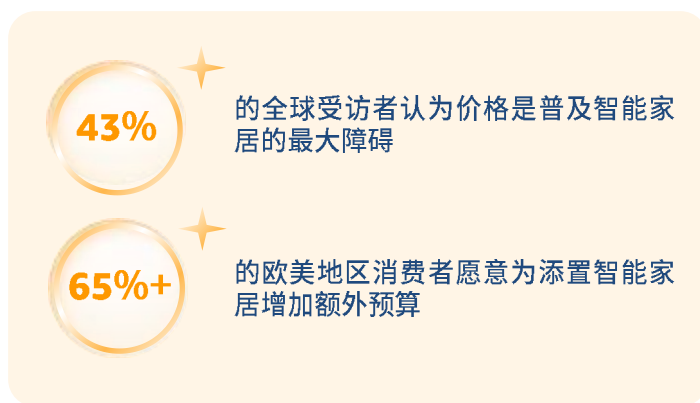 43%
的全球受访者认为价格是普及智能家
居的最大障碍
65%+
的欧美地区消费者愿意为添置智能家
居增加额外预算